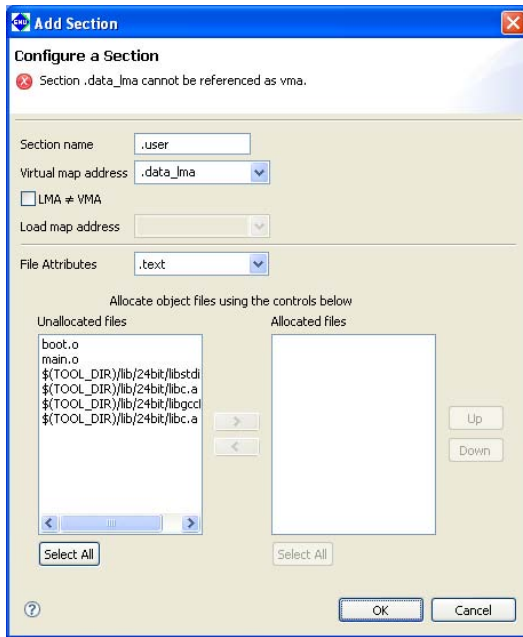 GNU Add Section
Configure a Section
Section .data_lma cannot be referenced as vma.
Section name .user
Virtual map address .data_lma
LMA ≠ VMA
Load map address
File Attributes .text
Allocate object files using the controls below
Unallocated files Allocated files
boot.o
main.o
$(TOOL_DIR)/lib/24bit/libstdi
$(TOOL_DIR)/lib/24bit/libc.a
$(TOOL_DIR)/lib/24bit/libgccl
$(TOOL_DIR)/lib/24bit/libc.a
>
<
Up
Down
Select All Select All
? OK Cancel